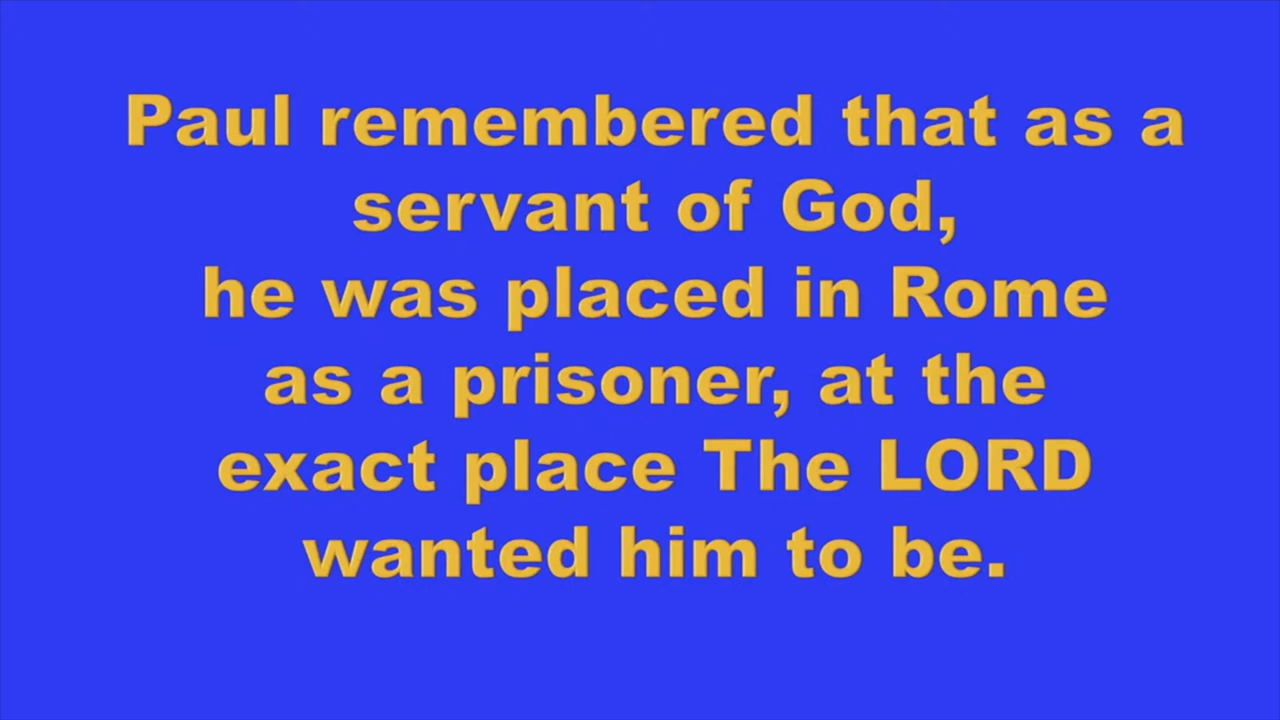 Paul remembered that as a
servant of God,
he was placed in Rome
as a prisoner, at the
exact place The LORD
wanted him to be.